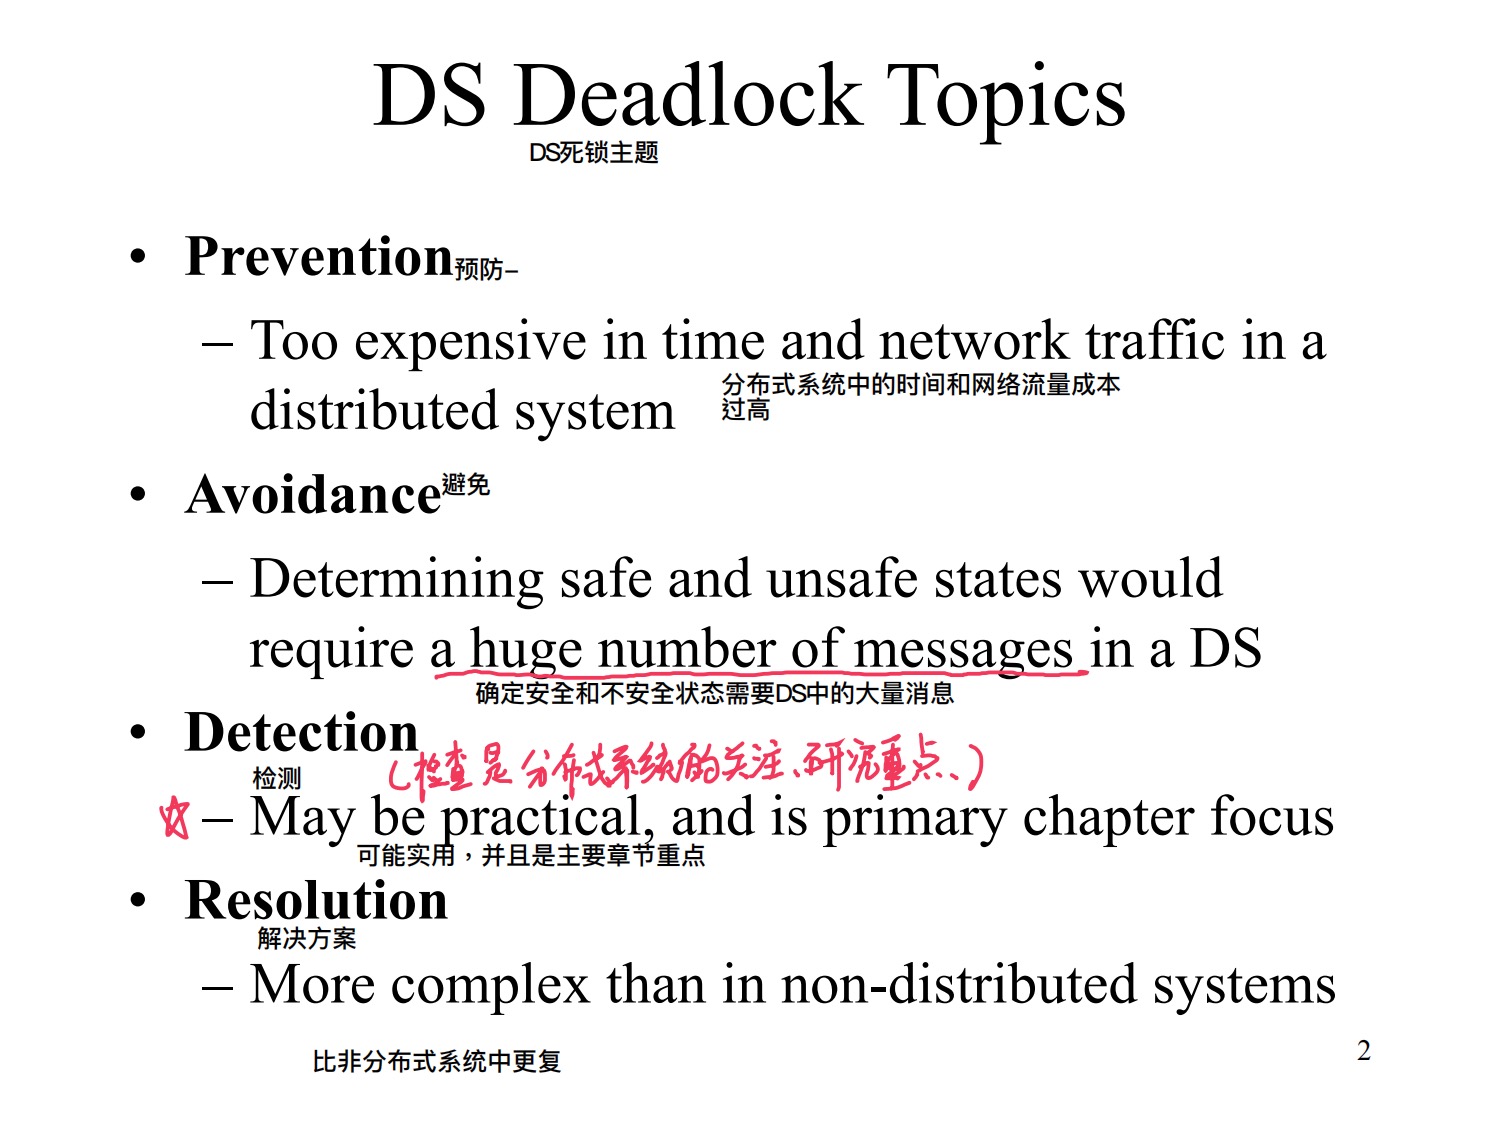 DS Deadlock Topics
DS死锁主题
• Prevention预防–
– Too expensive in time and network traffic in a
distributed system
分布式系统中的时间和网络流量成本
过高
• Avoidance避免
– Determining safe and unsafe states would
require a huge number of messages in a DS
确定安全和不安全状态需要DS中的大量消息
• Detection
(检查是分布式系统的关注、研究重点、)
检测
☆ – May be practical, and is primary chapter focus
可能实用，并且是主要章节重点
• Resolution
解决方案
– More complex than in non-distributed systems
比非分布式系统中更复
2